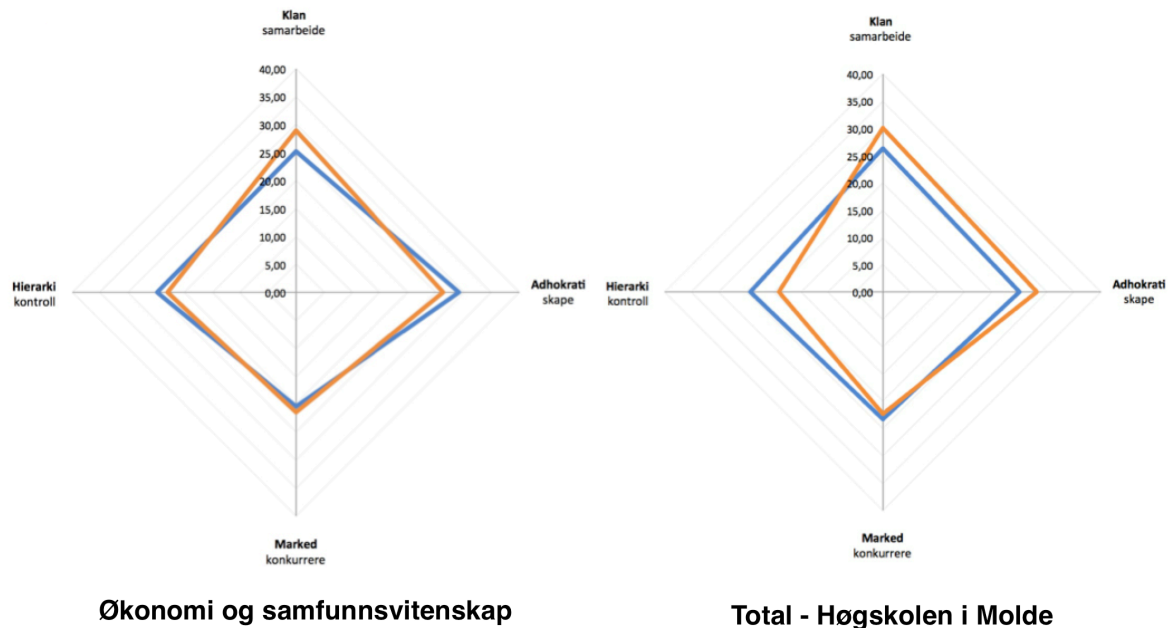 Klan
samarbeide
40,00
35,00
30,00
25,00
20,00
15,00
10,00
5,00
0,00
Hierarki
kontroll
Adhokrati
skape
Marked
konkurrere
Økonomi og samfunnsvitenskap
Klan
samarbeide
40,00
35,00
30,00
25,00
20,00
15,00
10,00
5,00
0,00
Hierarki
kontroll
Adhokrati
skape
Marked
konkurrere
Total - Høgskolen i Molde